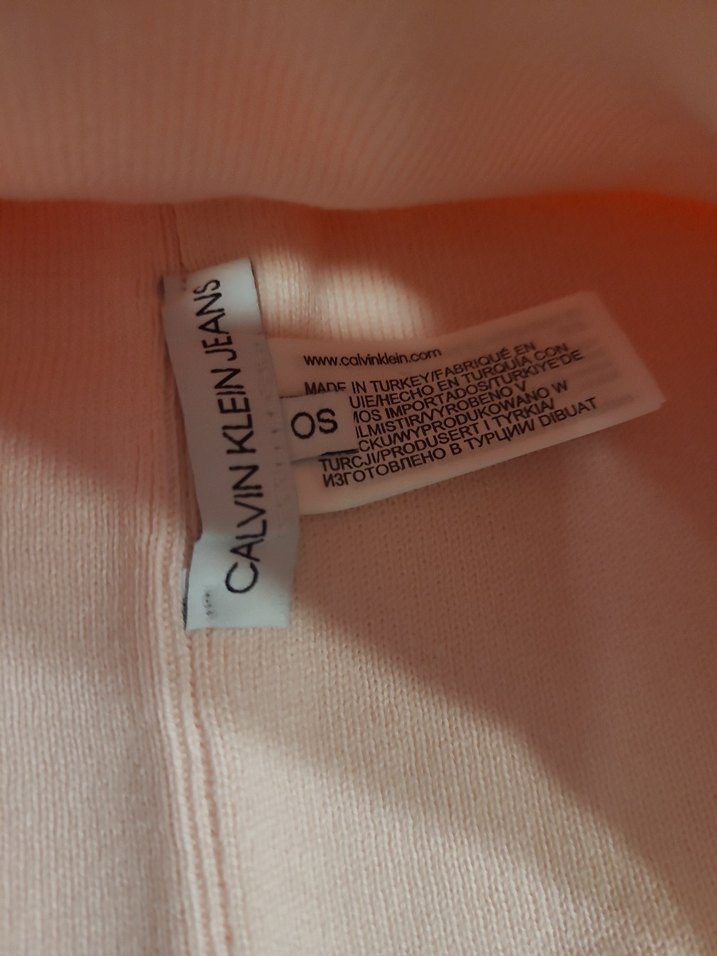 CALVIN KLEIN JEANS
OS
www.calvinklein.com
MADE IN TURKEY/FABRIQUÉ EN
UIE/HECHO EN TURQUÍA CON
MOS IMPORTADOS/TURKIYE'DE
ILMISTIR/VYROBENO V
CKU/WYPRODUKOWANO W
TURCJI/PRODUSERT I TYRKIA/
ИЗГОТОВЛЕНО В ТУРЦИИ/ DIBUAT